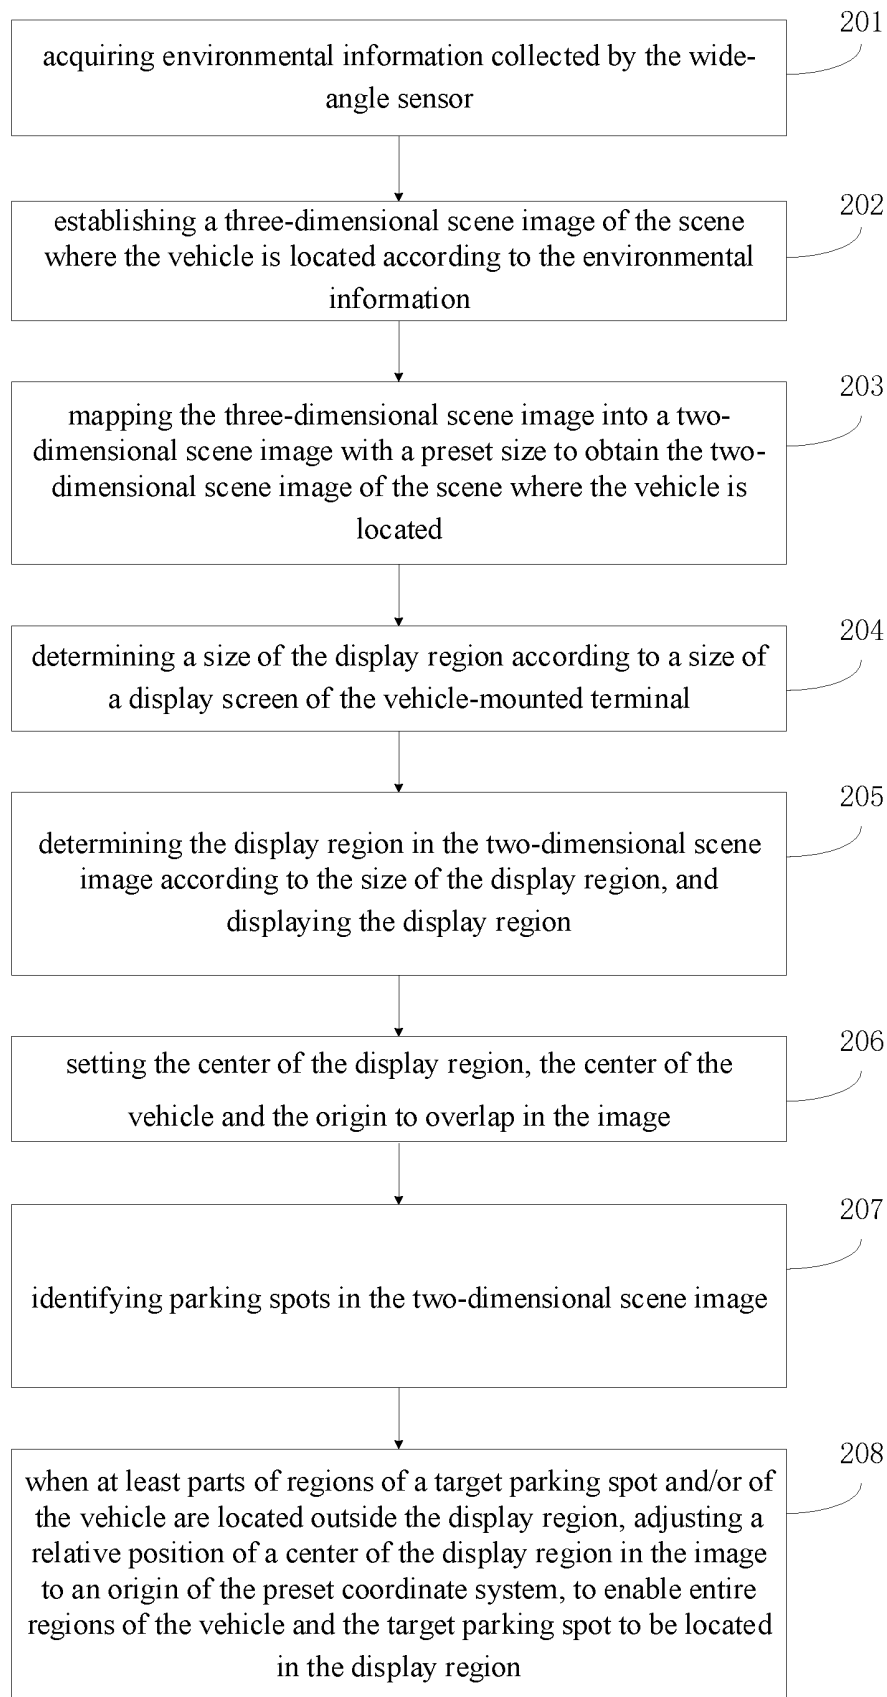 201
acquiring environmental information collected by the wide-
angle sensor
202
establishing a three-dimensional scene image of the scene
where the vehicle is located according to the environmental
information
203
mapping the three-dimensional scene image into a two-
dimensional scene image with a preset size to obtain the two-
dimensional scene image of the scene where the vehicle is
located
204
determining a size of the display region according to a size of
a display screen of the vehicle-mounted terminal
205
determining the display region in the two-dimensional scene
image according to the size of the display region, and
displaying the display region
206
setting the center of the display region, the center of the
vehicle and the origin to overlap in the image
207
identifying parking spots in the two-dimensional scene image
208
when at least parts of regions of a target parking spot and/or of
the vehicle are located outside the display region, adjusting a
relative position of a center of the display region in the image
to an origin of the preset coordinate system, to enable entire
regions of the vehicle and the target parking spot to be located
in the display region